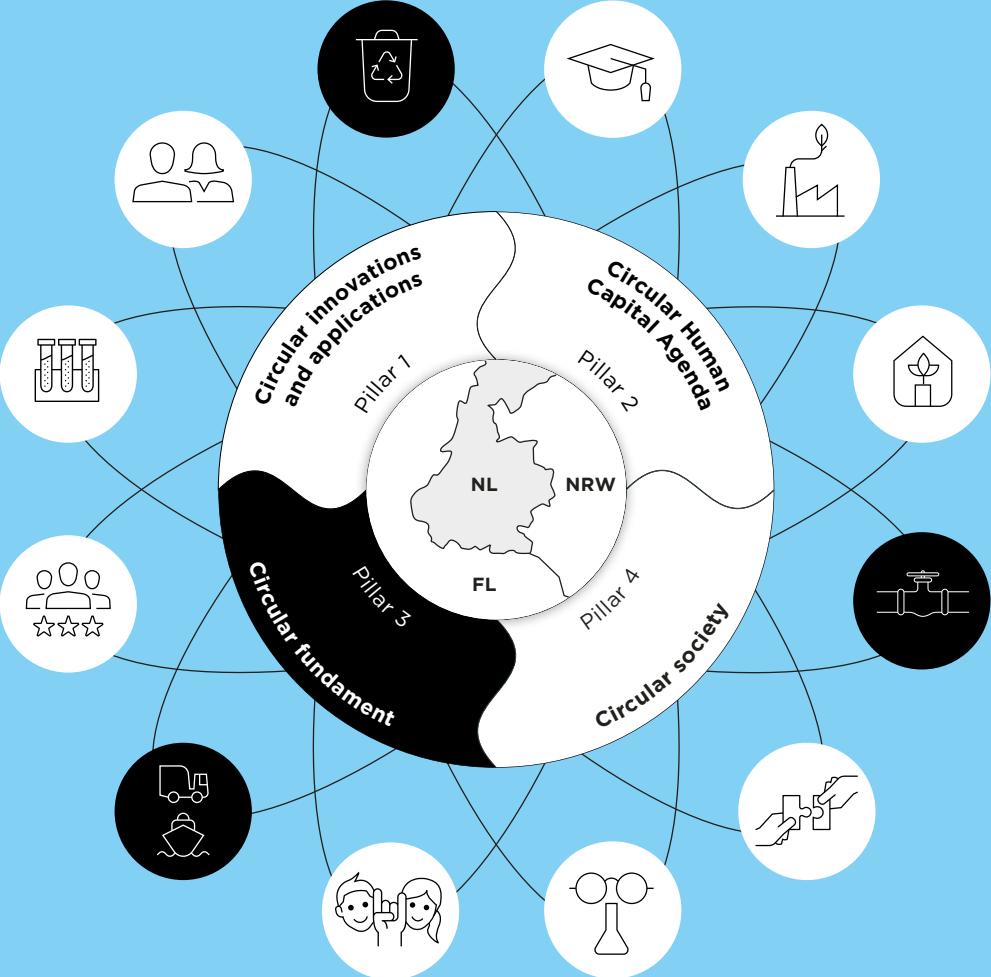 Circular innovations
and applications
Pillar 1
Circular Human
Capital Agenda
Pillar 2
NL
NRW
FL
Pillar 3
Circular fundament
Pillar 4
Circular society